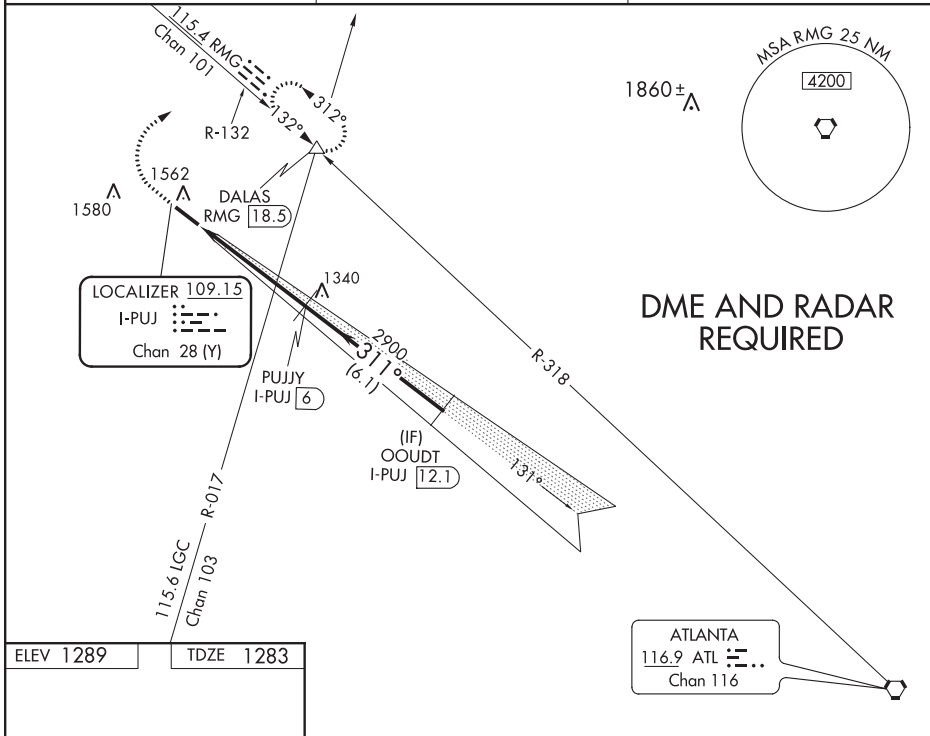 115.4 RMG
Chan 101
R-132
132°
312°
MSA RMG 25 NM
4200
1860±
1562
1580
DALAS
RMG 18.5
LOCALIZER 109.15
I-PUJ
Chan 28 (Y)
1340
DME AND RADAR
REQUIRED
2900
311°
(6.1)
PUJJY
I-PUJ 6
R-318
(IF)
OOUDT
I-PUJ 12.1
131°
R-017
115.6 LGC
Chan 103
ATLANTA
116.9 ATL
Chan 116
ELEV 1289
TDZE 1283